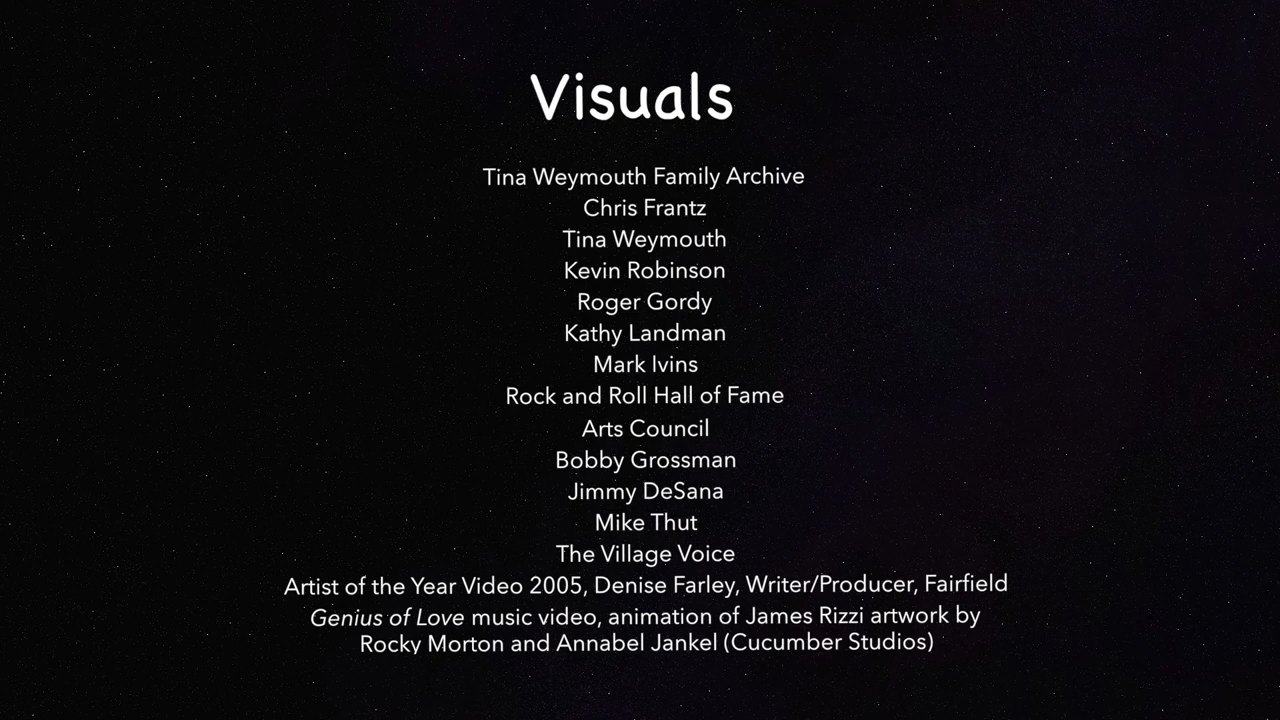 Visuals
Tina Weymouth Family Archive
Chris Frantz
Tina Weymouth
Kevin Robinson
Roger Gordy
Kathy Landman
Mark Ivins
Rock and Roll Hall of Fame
Arts Council
Bobby Grossman
Jimmy DeSana
Mike Thut
The Village Voice
Artist of the Year Video 2005, Denise Farley, Writer/Producer, Fairfield
Genius of Love music video, animation of James Rizzi artwork by
Rocky Morton and Annabel Jankel (Cucumber Studios)